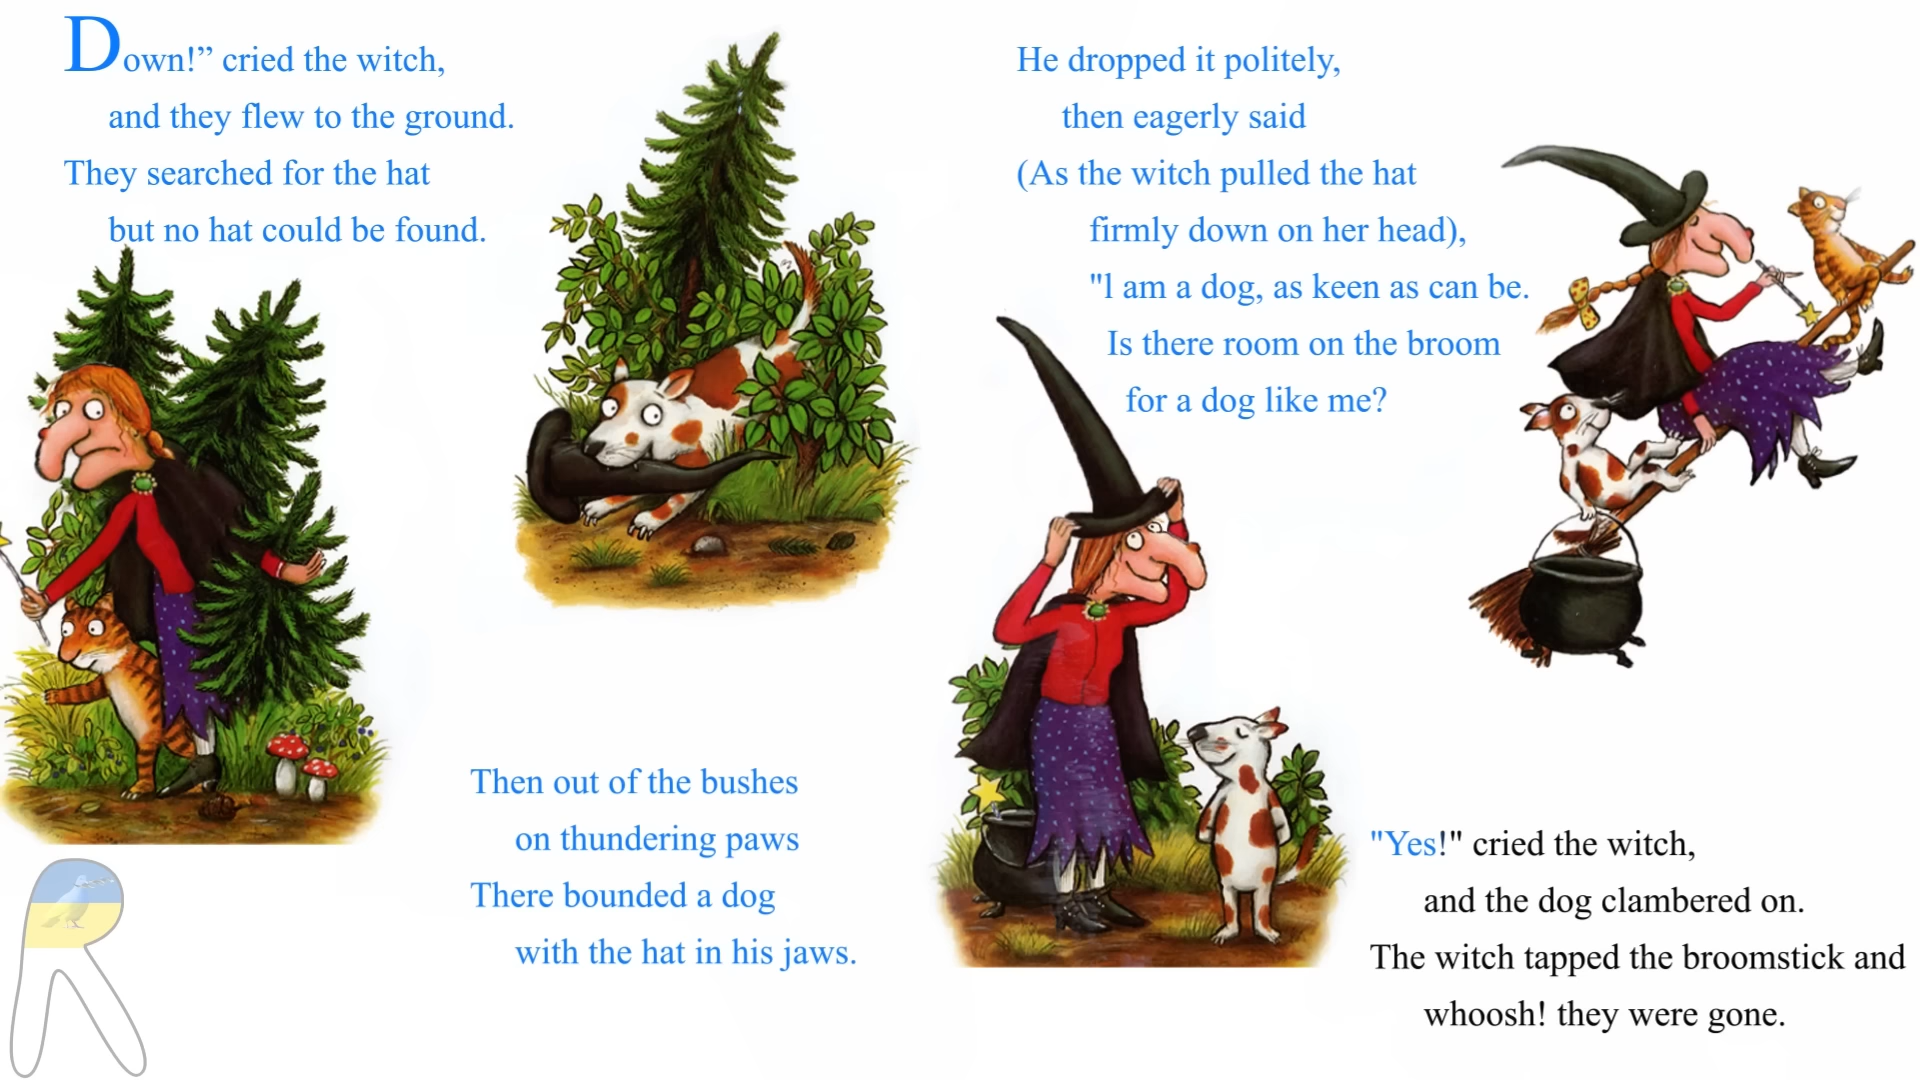 Down!” cried the witch,
and they flew to the ground.
They searched for the hat
but no hat could be found.
Then out of the bushes
on thundering paws
There bounded a dog
with the hat in his jaws.
He dropped it politely,
then eagerly said
(As the witch pulled the hat
firmly down on her head),
"l am a dog, as keen as can be.
Is there room on the broom
for a dog like me?
"Yes!" cried the witch,
and the dog clambered on.
The witch tapped the broomstick and
whoosh! they were gone.